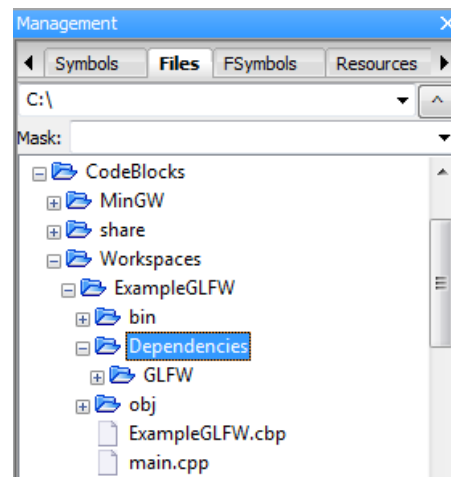 Management
Symbols Files FSymbols Resources
C:\
Mask:
CodeBlocks
MinGW
share
Workspaces
ExampleGLFW
bin
Dependencies
GLFW
obj
ExampleGLFW.cbp
main.cpp